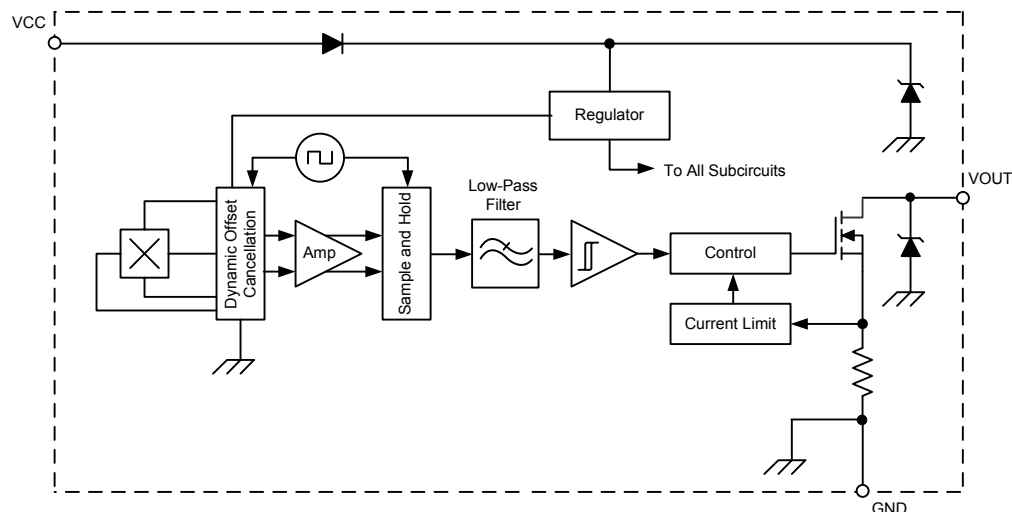 VCC
Regulator
To All Subcircuits
VOUT
Low-Pass
Filter
Dynamic Offset
Cancellation
Amp
Sample and Hold
Control
Current Limit
GND